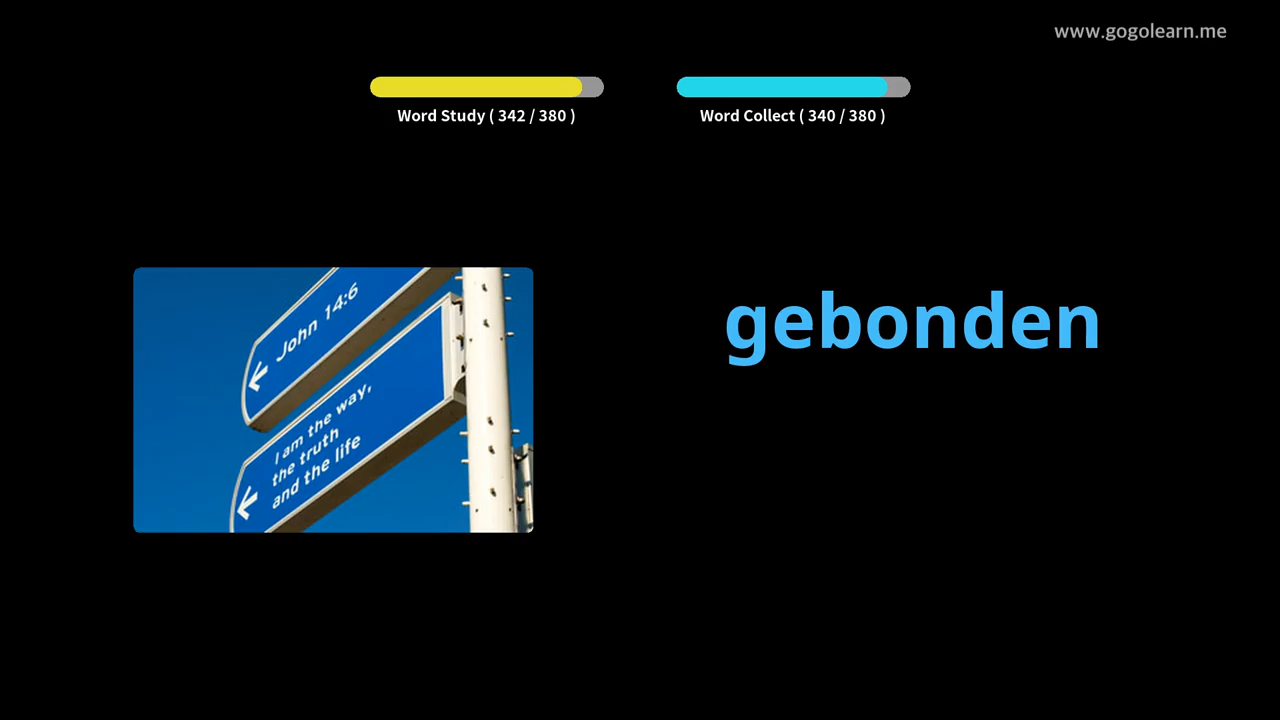 www.gogolearn.me
Word Study ( 342 / 380 )
Word Collect ( 340 / 380 )
John 14:6
I am the way,
the truth
and the life
gebonden